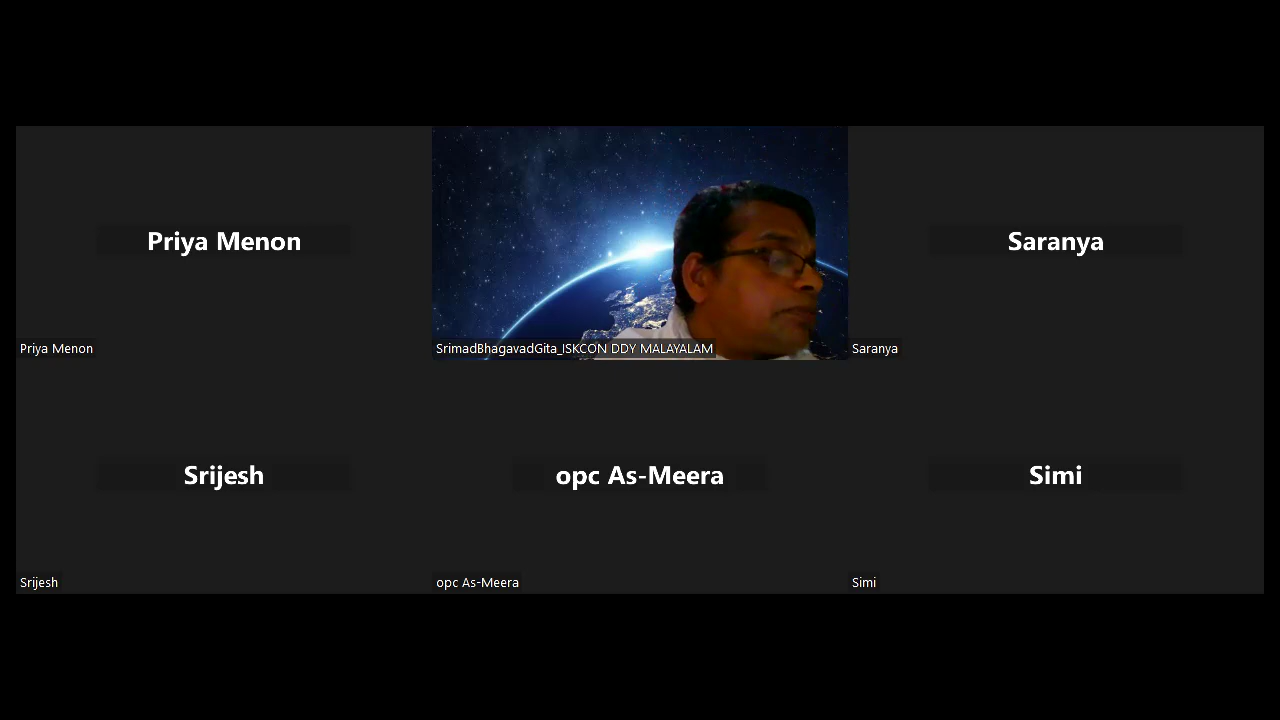 Priya Menon
Saranya
Priya Menon
SrimadBhagavadGita_ISKCON DDY MALAYALAM
Saranya
Srijesh
opc As-Meera
Simi
Srijesh
opc As-Meera
Simi